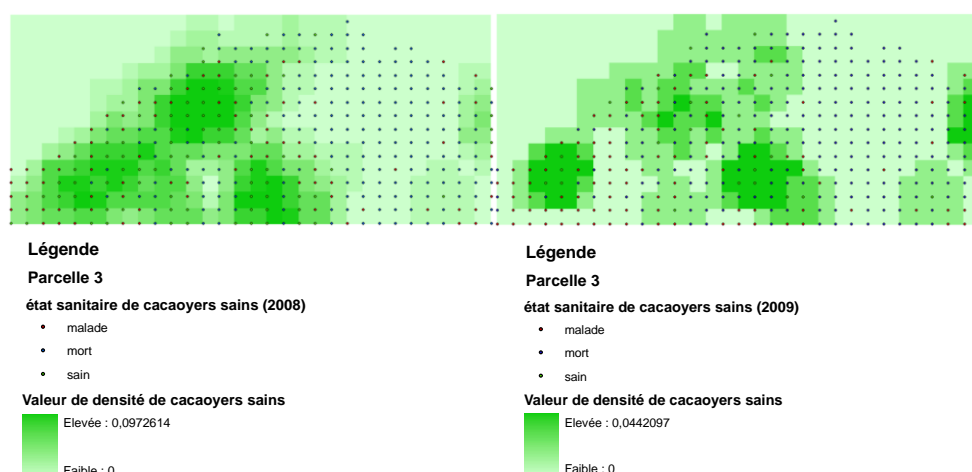 Légende
Parcelle 3
état sanitaire de cacaoyers sains (2008)
malade
mort
sain
Valeur de densité de cacaoyers sains
Elevée : 0,0972614
Faible : 0
Légende
Parcelle 3
état sanitaire de cacaoyers sains (2009)
malade
mort
sain
Valeur de densité de cacaoyers sains
Elevée : 0,0442097
Faible : 0